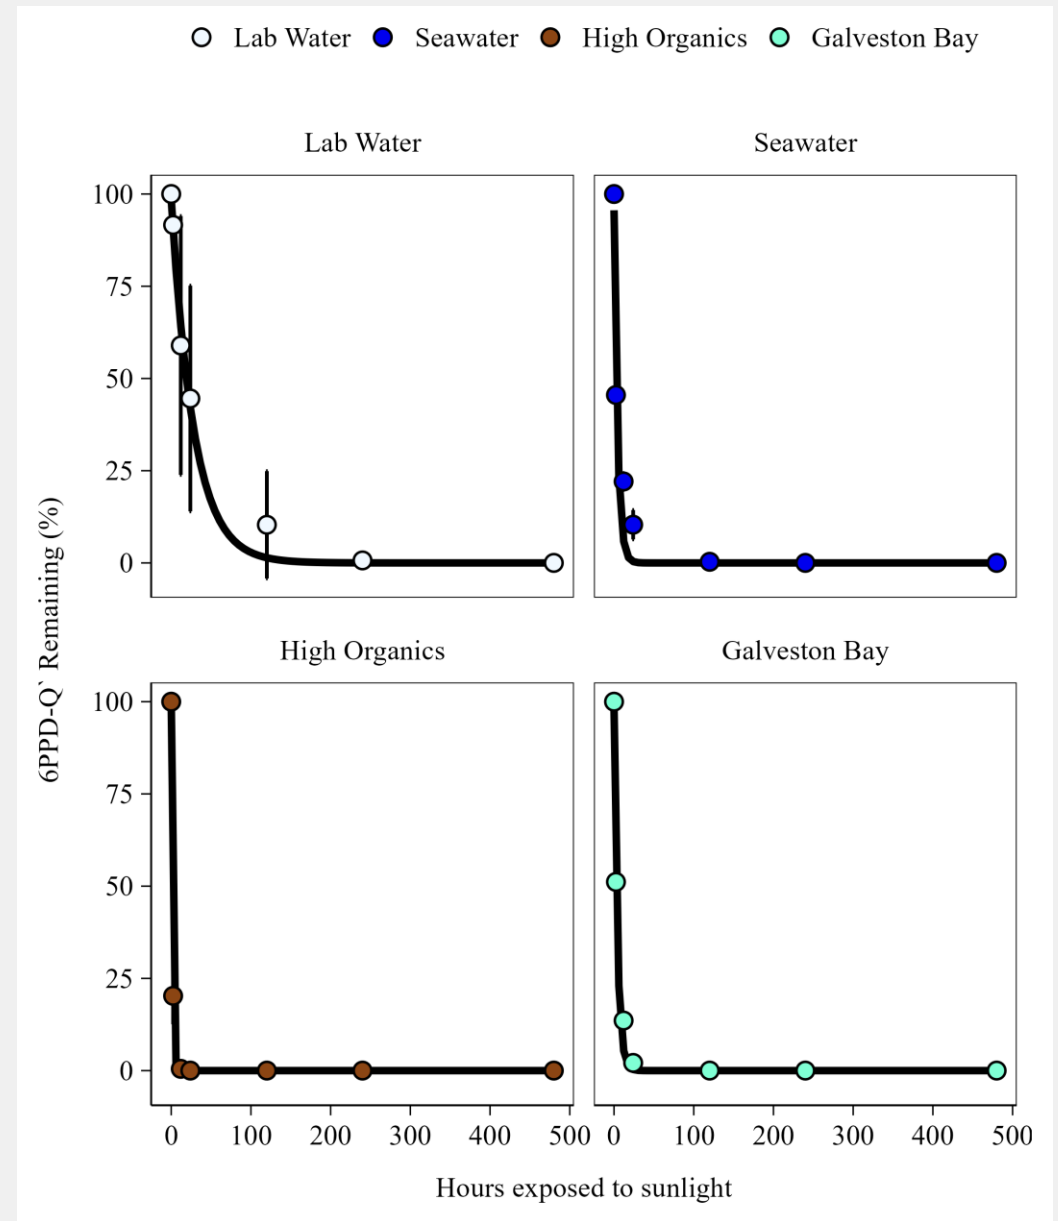 Lab Water Seawater High Organics Galveston Bay
Lab Water Seawater
100
75
50
25
0
6PPD-Q` Remaining (%)
High Organics Galveston Bay
100
75
50
25
0
0 100 200 300 400 500 0 100 200 300 400 500
Hours exposed to sunlight